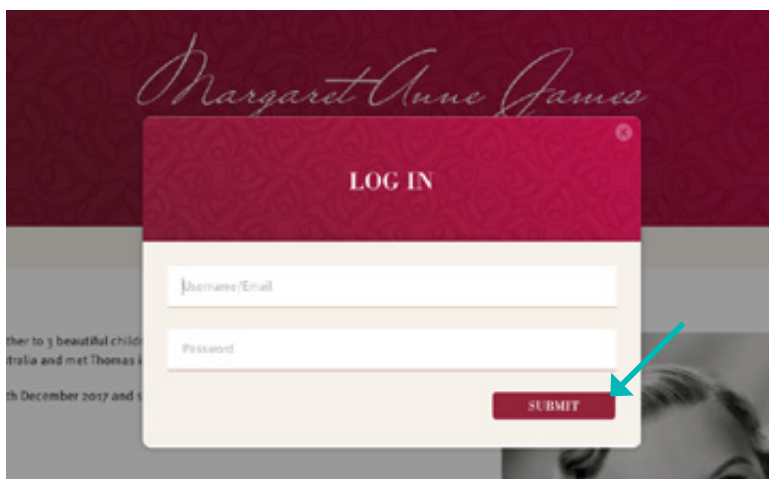 Margaret Anne James
LOG IN
Username/Email
Password
ther to 3 beautiful child
tralia and met Thomas i
th December 2017 and s
SUBMIT